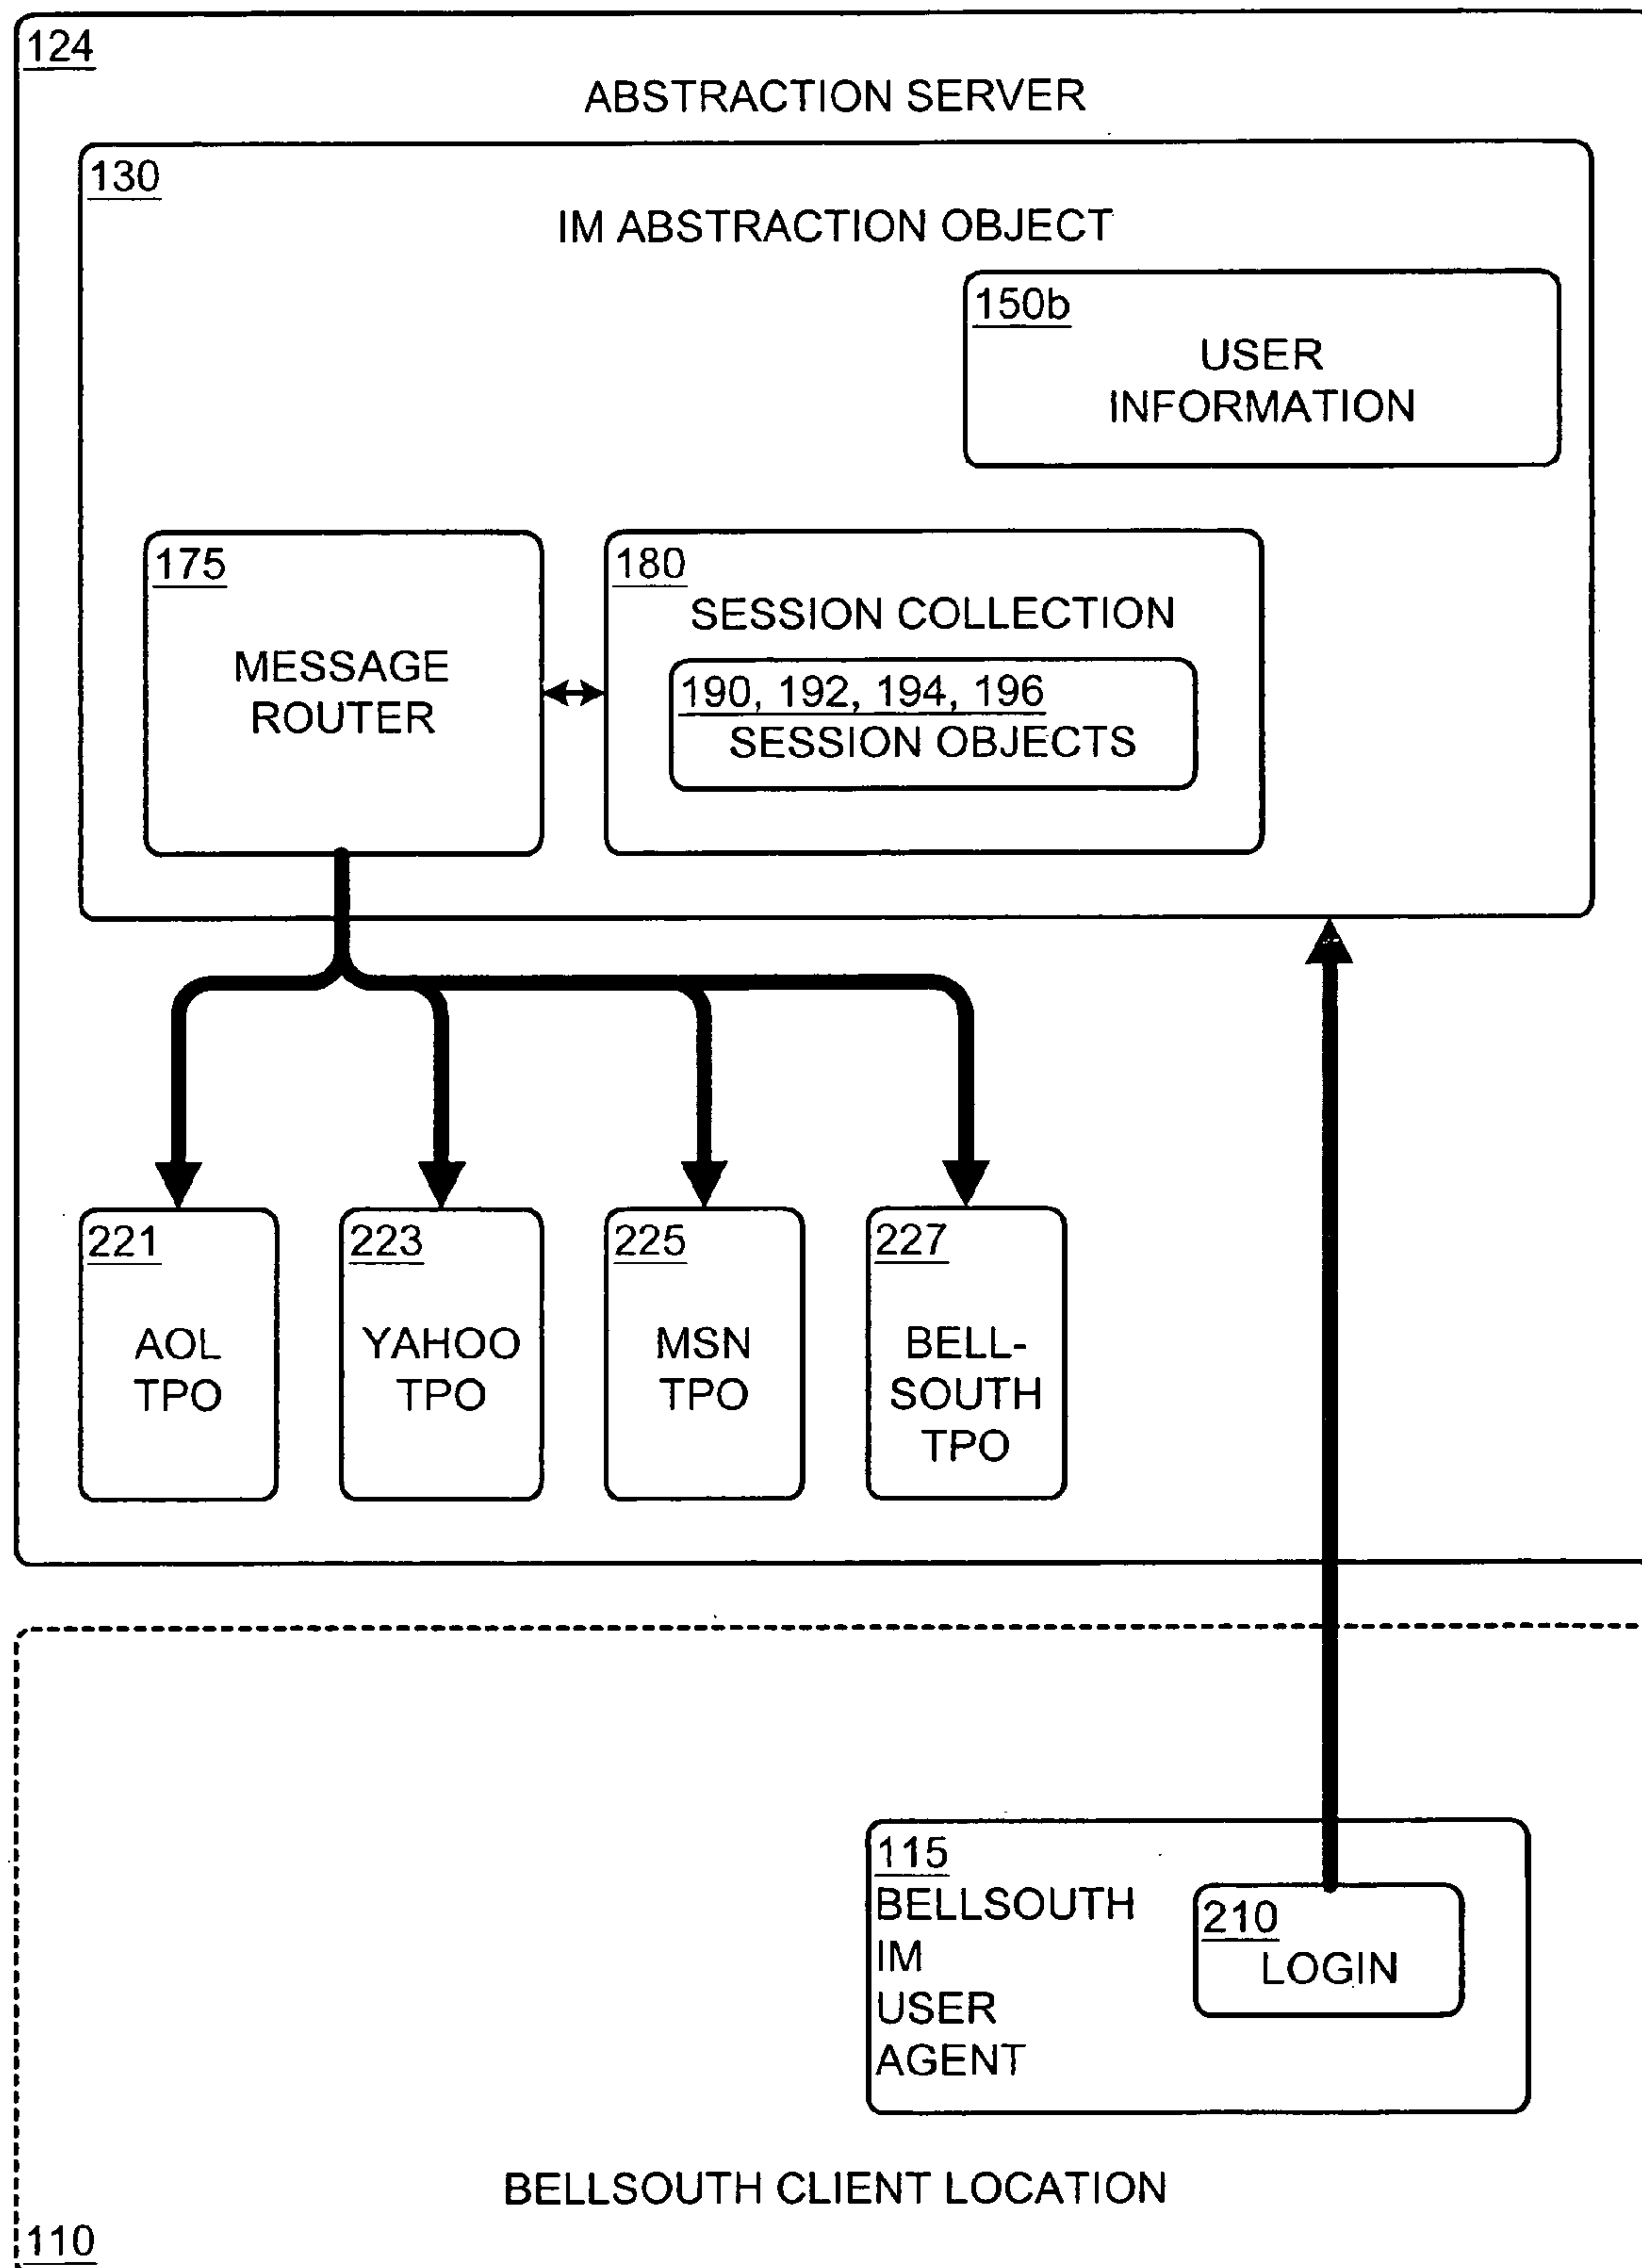 124
ABSTRACTION SERVER
130
IM ABSTRACTION OBJECT
150b
USER
INFORMATION
175
MESSAGE
ROUTER
180
SESSION COLLECTION
190, 192, 194, 196
SESSION OBJECTS
221
AOL
TPO
223
YAHOO
TPO
225
MSN
TPO
227
BELL-
SOUTH
TPO
115
BELLSOUTH
IM
USER
AGENT
210
LOGIN
BELLSOUTH CLIENT LOCATION
110